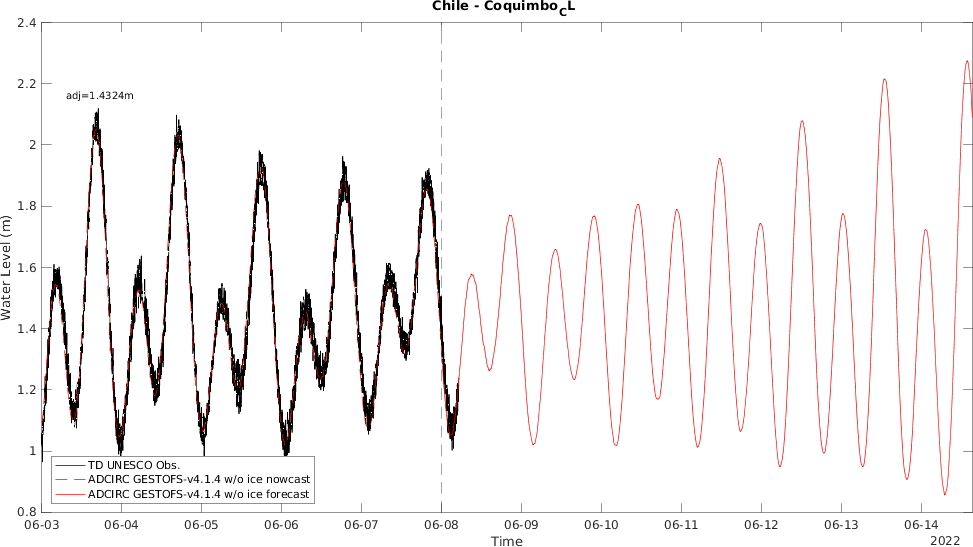 Chile - Coquimbo_CL
adj=1.4324m
Water Level (m)
2.4
2.2
2
1.8
1.6
1.4
1.2
1
0.8
TD UNESCO Obs.
ADCIRC GESTOFS-v4.1.4 w/o ice nowcast
ADCIRC GESTOFS-v4.1.4 w/o ice forecast
06-03 06-04 06-05 06-06 06-07 06-08 06-09 06-10 06-11 06-12 06-13 06-14
Time
2022